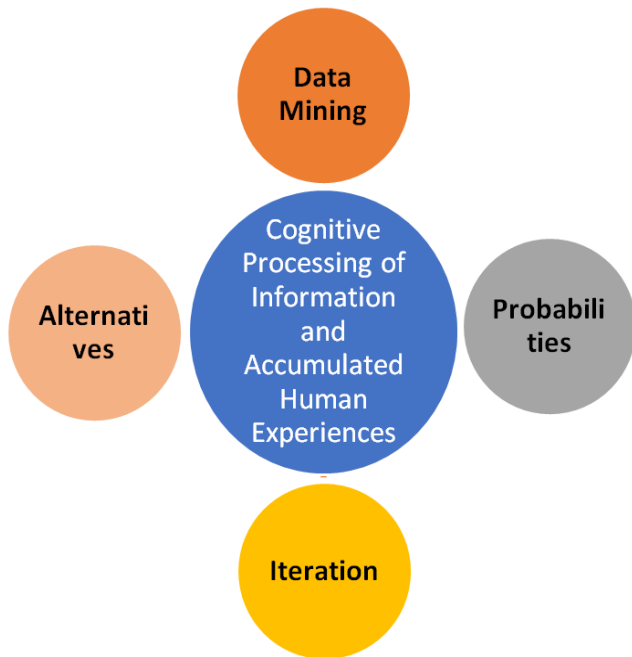 Data
Mining
Cognitive
Processing of
Information
and
Accumulated
Human
Experiences
Alternati
ves
Probabili
ties
Iteration